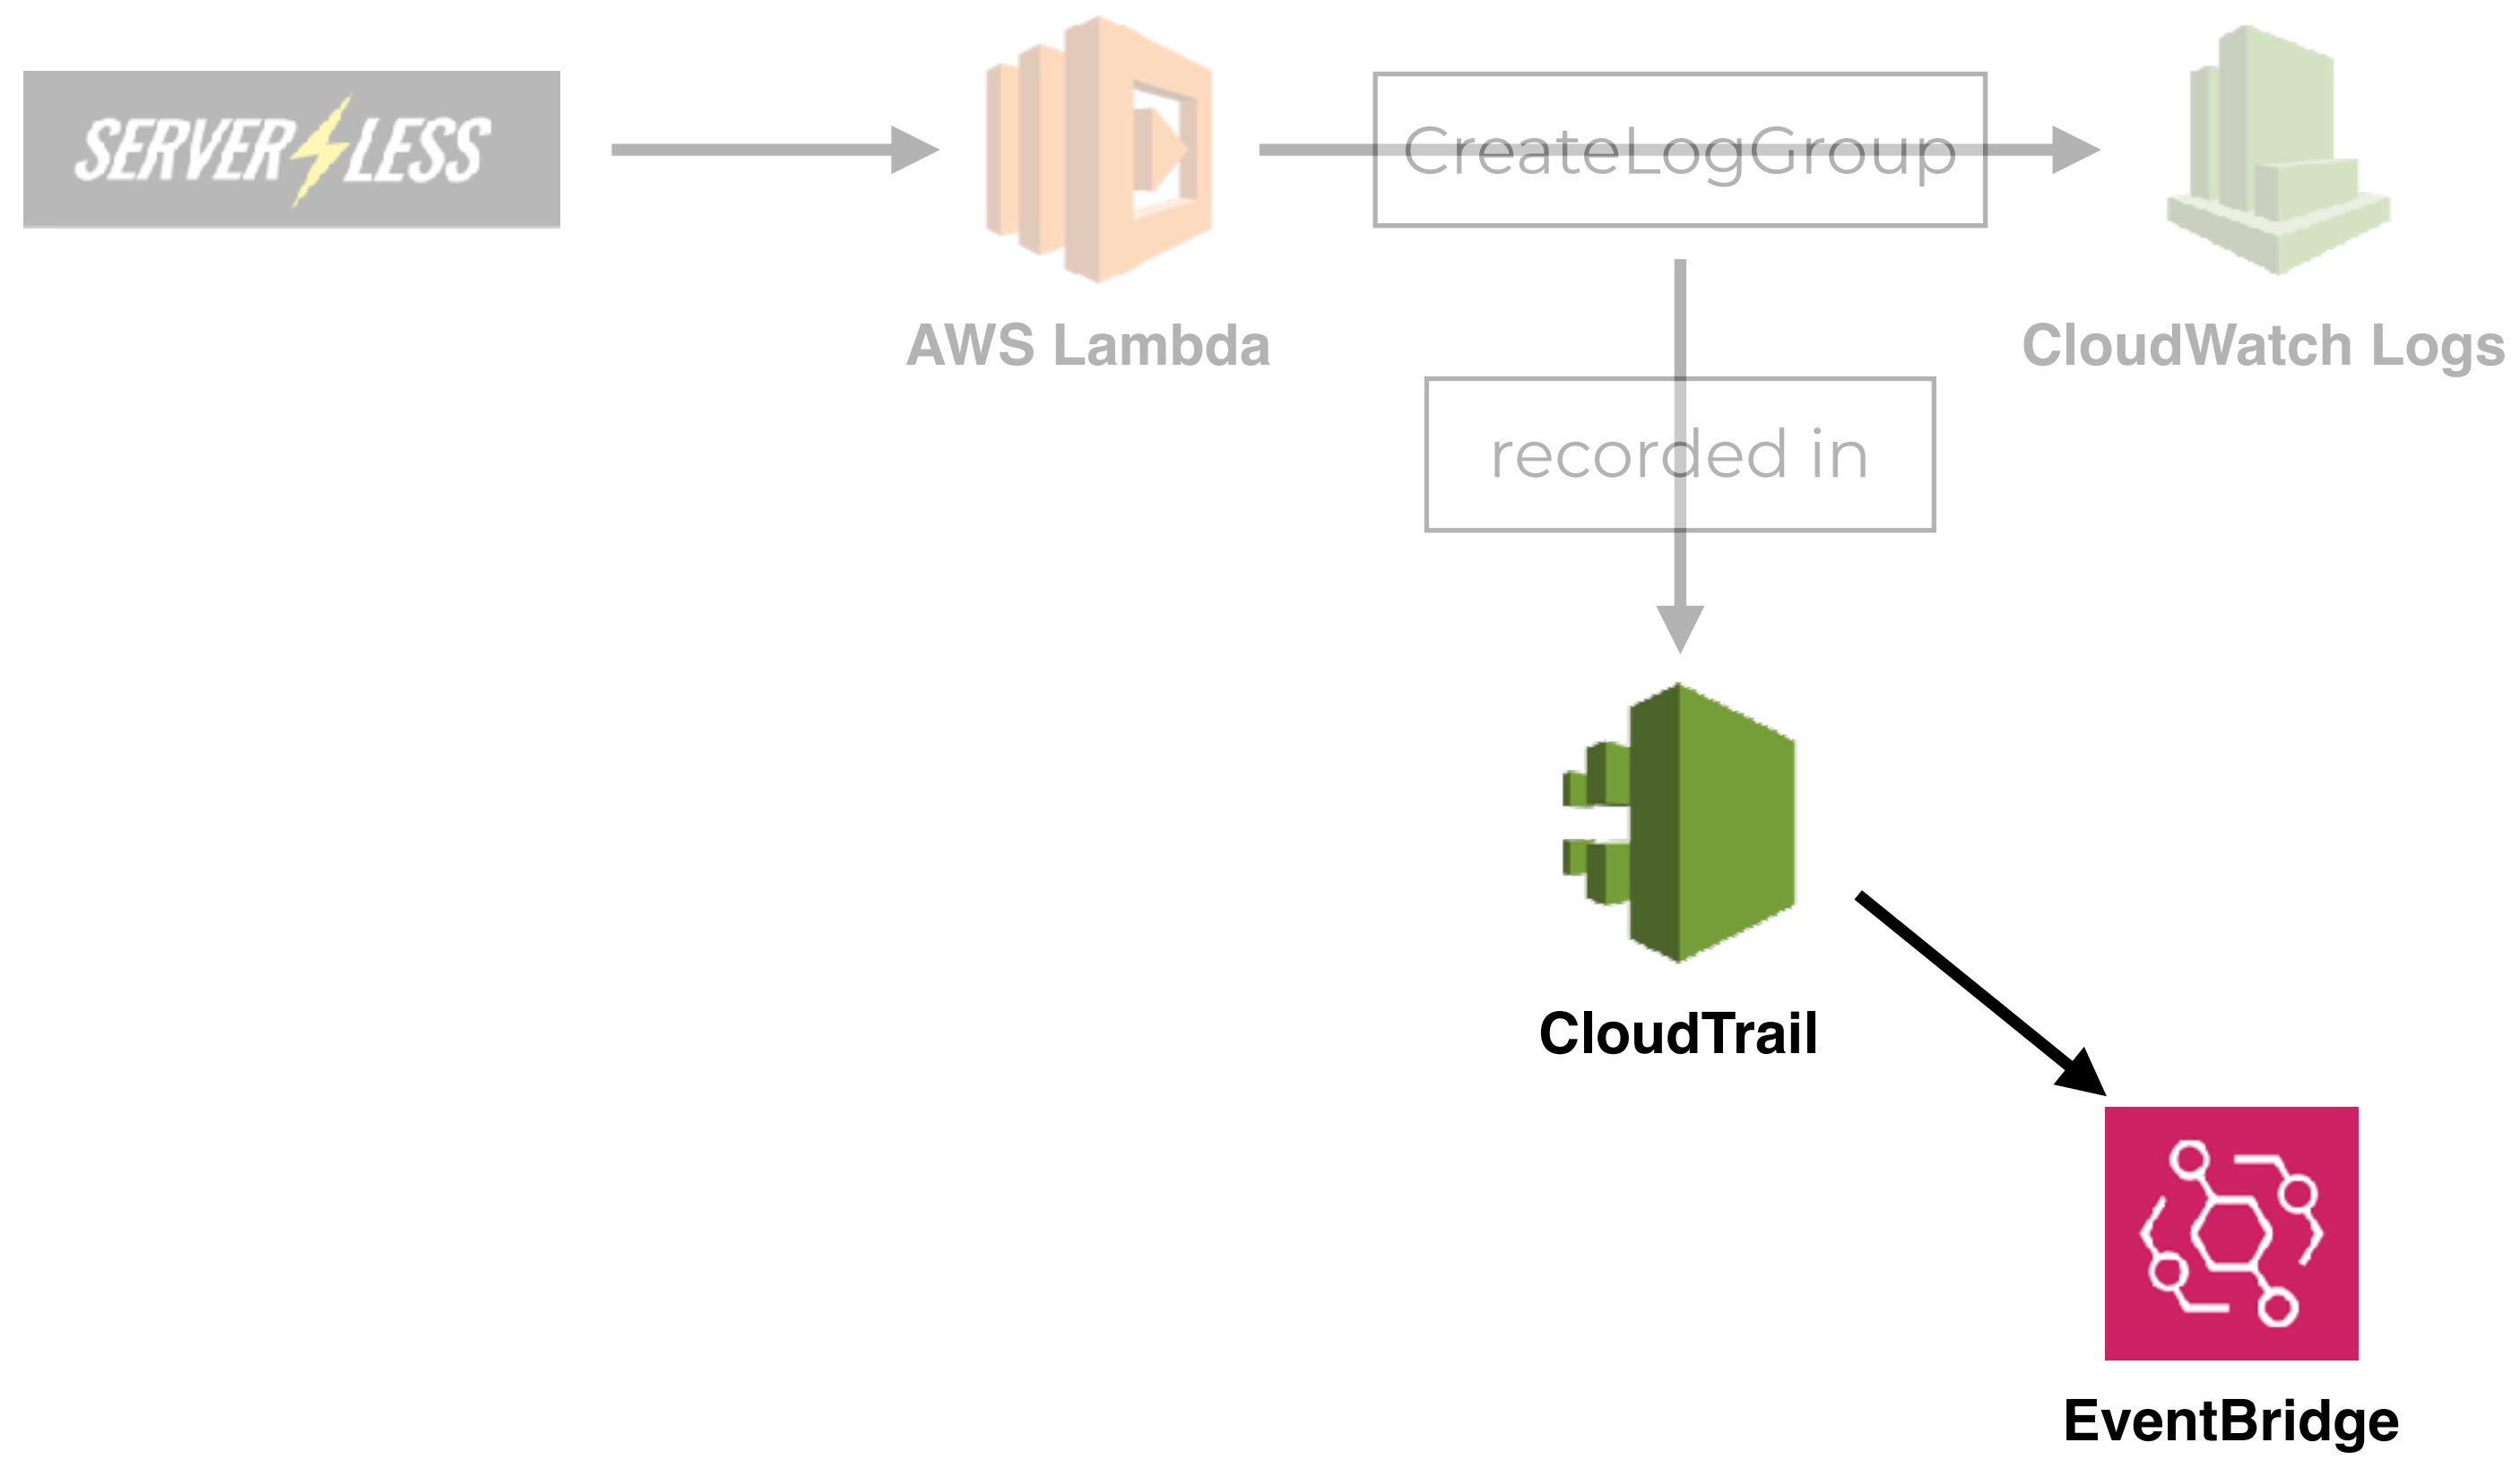 SERVERLESS
CreateLogGroup
AWS Lambda
CloudWatch Logs
recorded in
CloudTrail
EventBridge